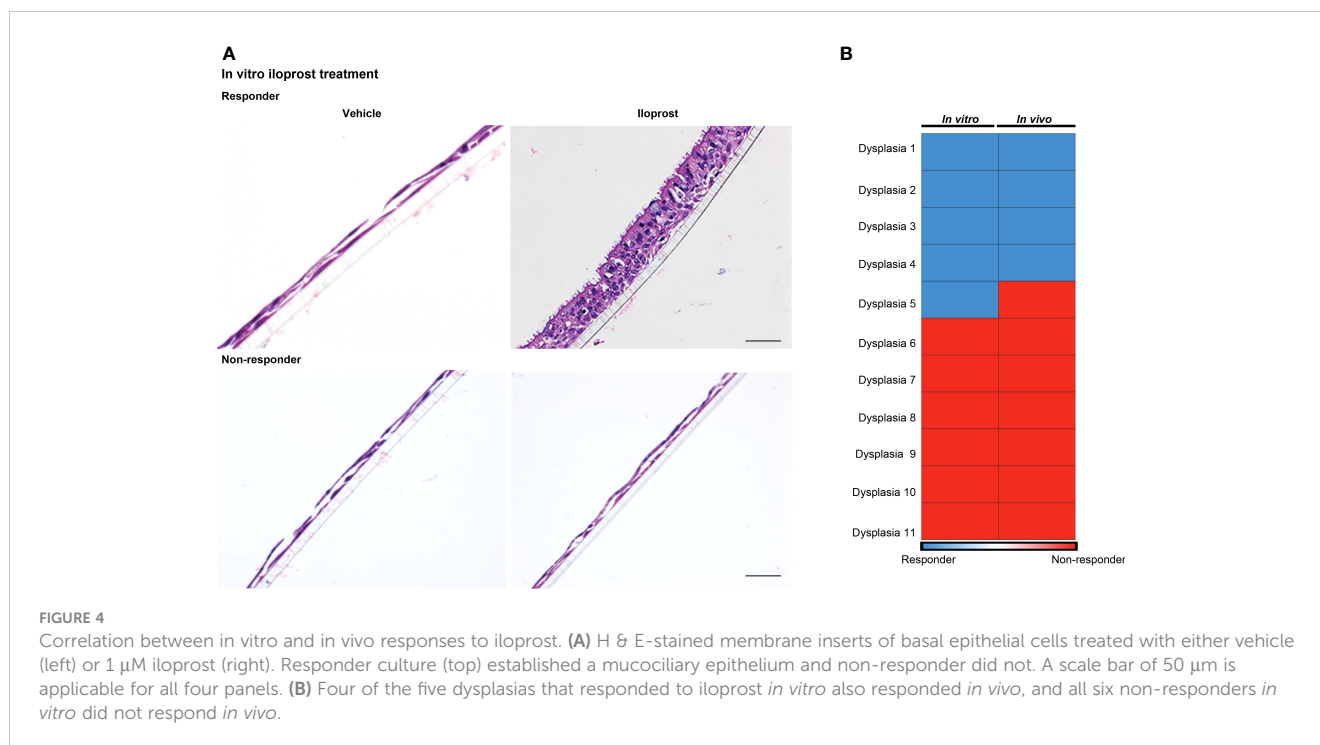 A
In vitro iloprost treatment
Responder
Vehicle
Iloprost
Non-responder
B
In vitro In vivo
Dysplasia 1
Dysplasia 2
Dysplasia 3
Dysplasia 4
Dysplasia 5
Dysplasia 6
Dysplasia 7
Dysplasia 8
Dysplasia 9
Dysplasia 10
Dysplasia 11
Responder Non-responder
FIGURE 4
Correlation between in vitro and in vivo responses to iloprost. (A) H & E-stained membrane inserts of basal epithelial cells treated with either vehicle
(left) or 1 μM iloprost (right). Responder culture (top) established a mucociliary epithelium and non-responder did not. A scale bar of 50 μm is
applicable for all four panels. (B) Four of the five dysplasias that responded to iloprost in vitro also responded in vivo, and all six non-responders in
vitro did not respond in vivo.